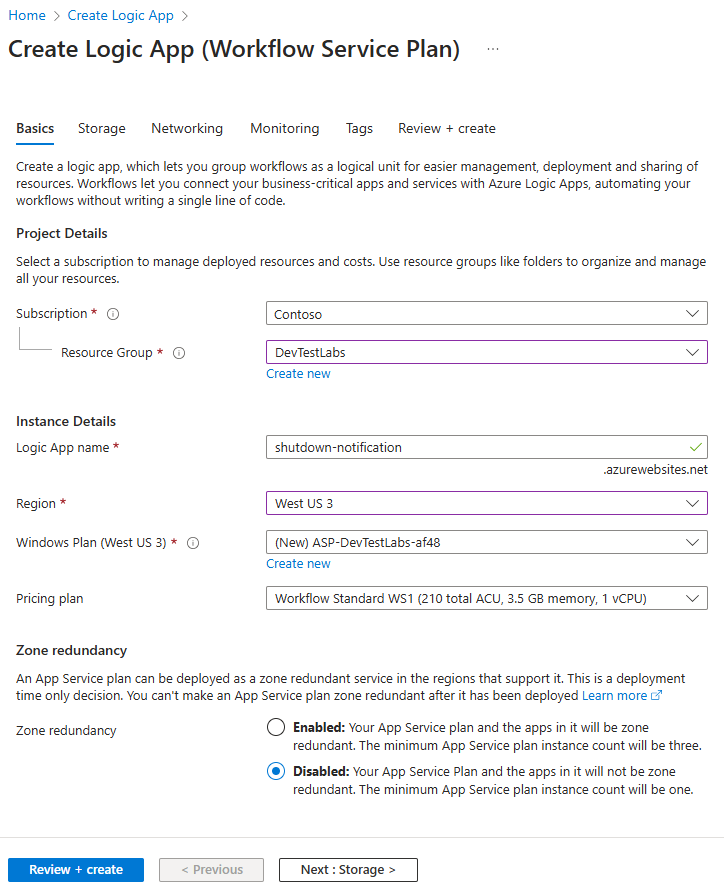 Home > Create Logic App >
Create Logic App (Workflow Service Plan) ...
Basics Storage Networking Monitoring Tags Review + create
Create a logic app, which lets you group workflows as a logical unit for easier management, deployment and sharing of
resources. Workflows let you connect your business-critical apps and services with Azure Logic Apps, automating your
workflows without writing a single line of code.
Project Details
Select a subscription to manage deployed resources and costs. Use resource groups like folders to organize and manage
all your resources.
Subscription * Contoso
Resource Group * DevTestLabs
Create new
Instance Details
Logic App name * shutdown-notification
.azurewebsites.net
Region * West US 3
Windows Plan (West US 3) * (New) ASP-DevTestLabs-af48
Create new
Pricing plan Workflow Standard WS1 (210 total ACU, 3.5 GB memory, 1 vCPU)
Zone redundancy
An App Service plan can be deployed as a zone redundant service in the regions that support it. This is a deployment
time only decision. You can't make an App Service plan zone redundant after it has been deployed Learn more
Zone redundancy Enabled: Your App Service plan and the apps in it will be zone
redundant. The minimum App Service plan instance count will be three.
Disabled: Your App Service Plan and the apps in it will not be zone
redundant. The minimum App Service plan instance count will be one.
Review + create < Previous Next : Storage >